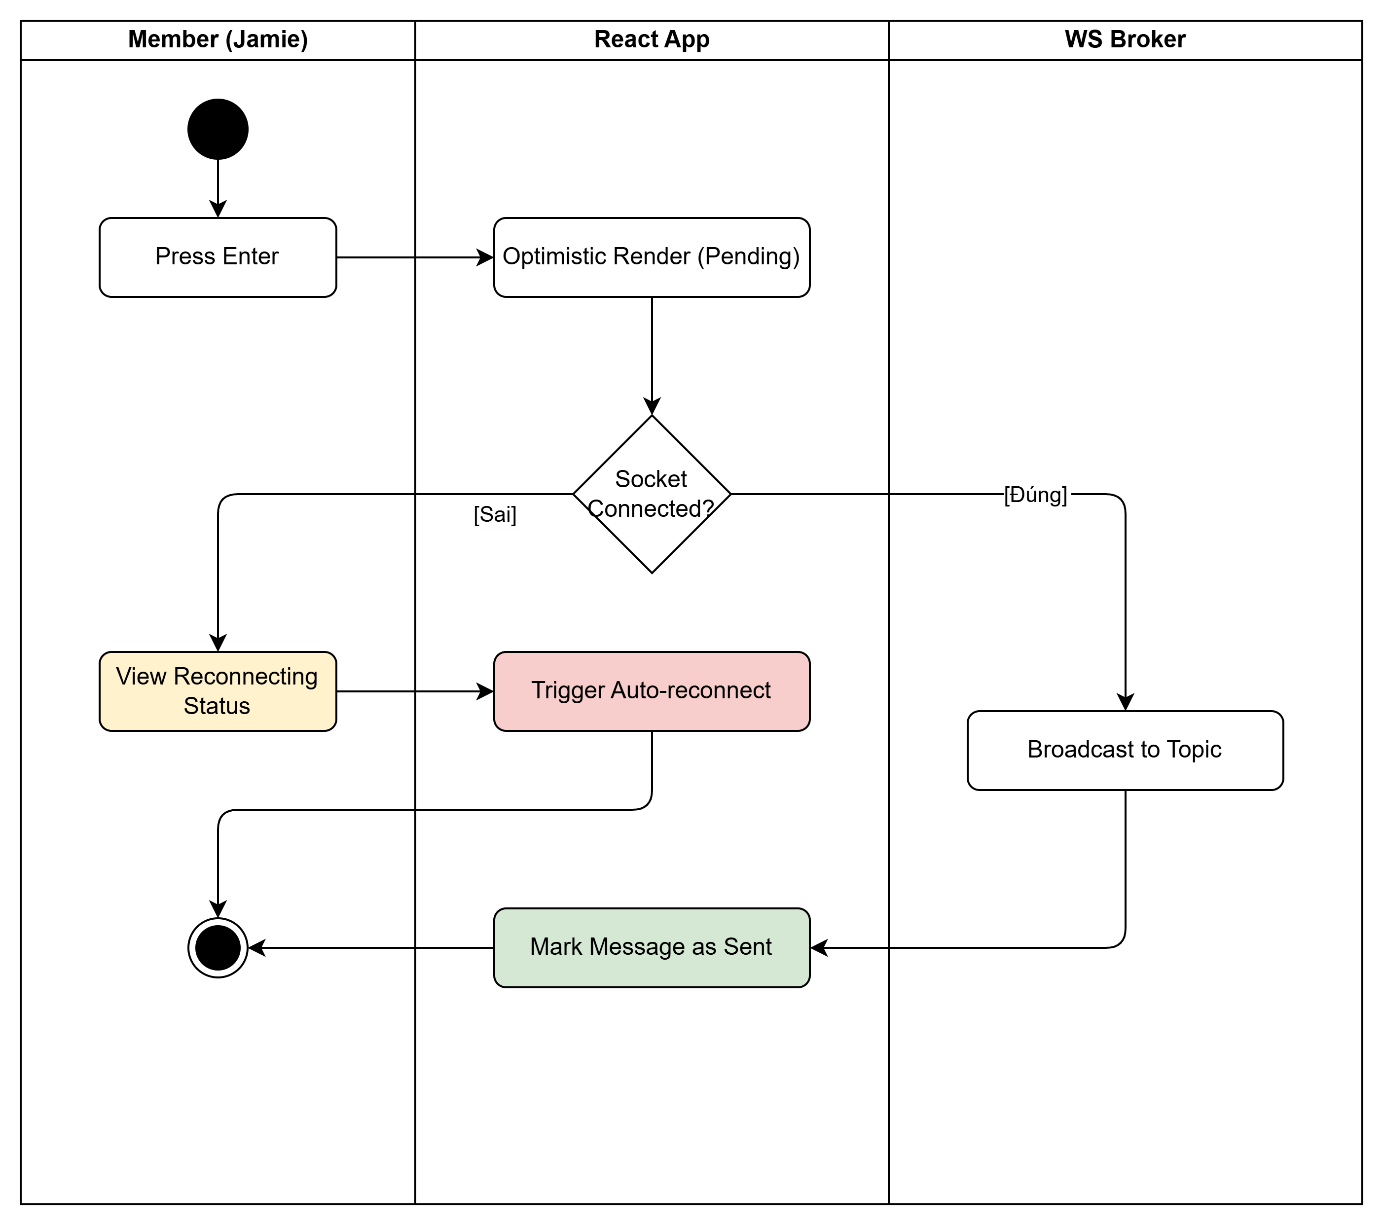 Member (Jamie)
React App
WS Broker
Press Enter
Optimistic Render (Pending)
Socket
Connected?
[Sai]
[Đúng]
View Reconnecting
Status
Trigger Auto-reconnect
Broadcast to Topic
Mark Message as Sent